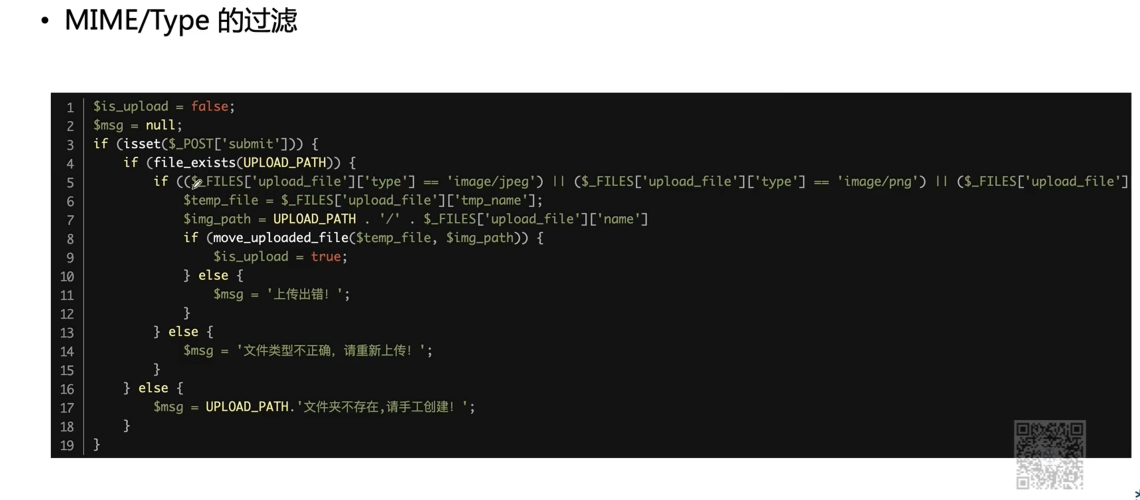 • MIME/Type 的过滤
1 $is_upload = false;
2 $msg = null;
3 if (isset($_POST['submit'])) {
4 if (file_exists(UPLOAD_PATH)) {
5 if (($_FILES['upload_file']['type'] == 'image/jpeg') || ($_FILES['upload_file']['type'] == 'image/png') || ($_FILES['upload_file']
6 $temp_file = $_FILES['upload_file']['tmp_name'];
7 $img_path = UPLOAD_PATH . '/' . $_FILES['upload_file']['name']
8 if (move_uploaded_file($temp_file, $img_path)) {
9 $is_upload = true;
10 } else {
11 $msg = '上传出错！';
12 }
13 } else {
14 $msg = '文件类型不正确，请重新上传！';
15 }
16 } else {
17 $msg = UPLOAD_PATH.'文件夹不存在,请手工创建！';
18 }
19 }